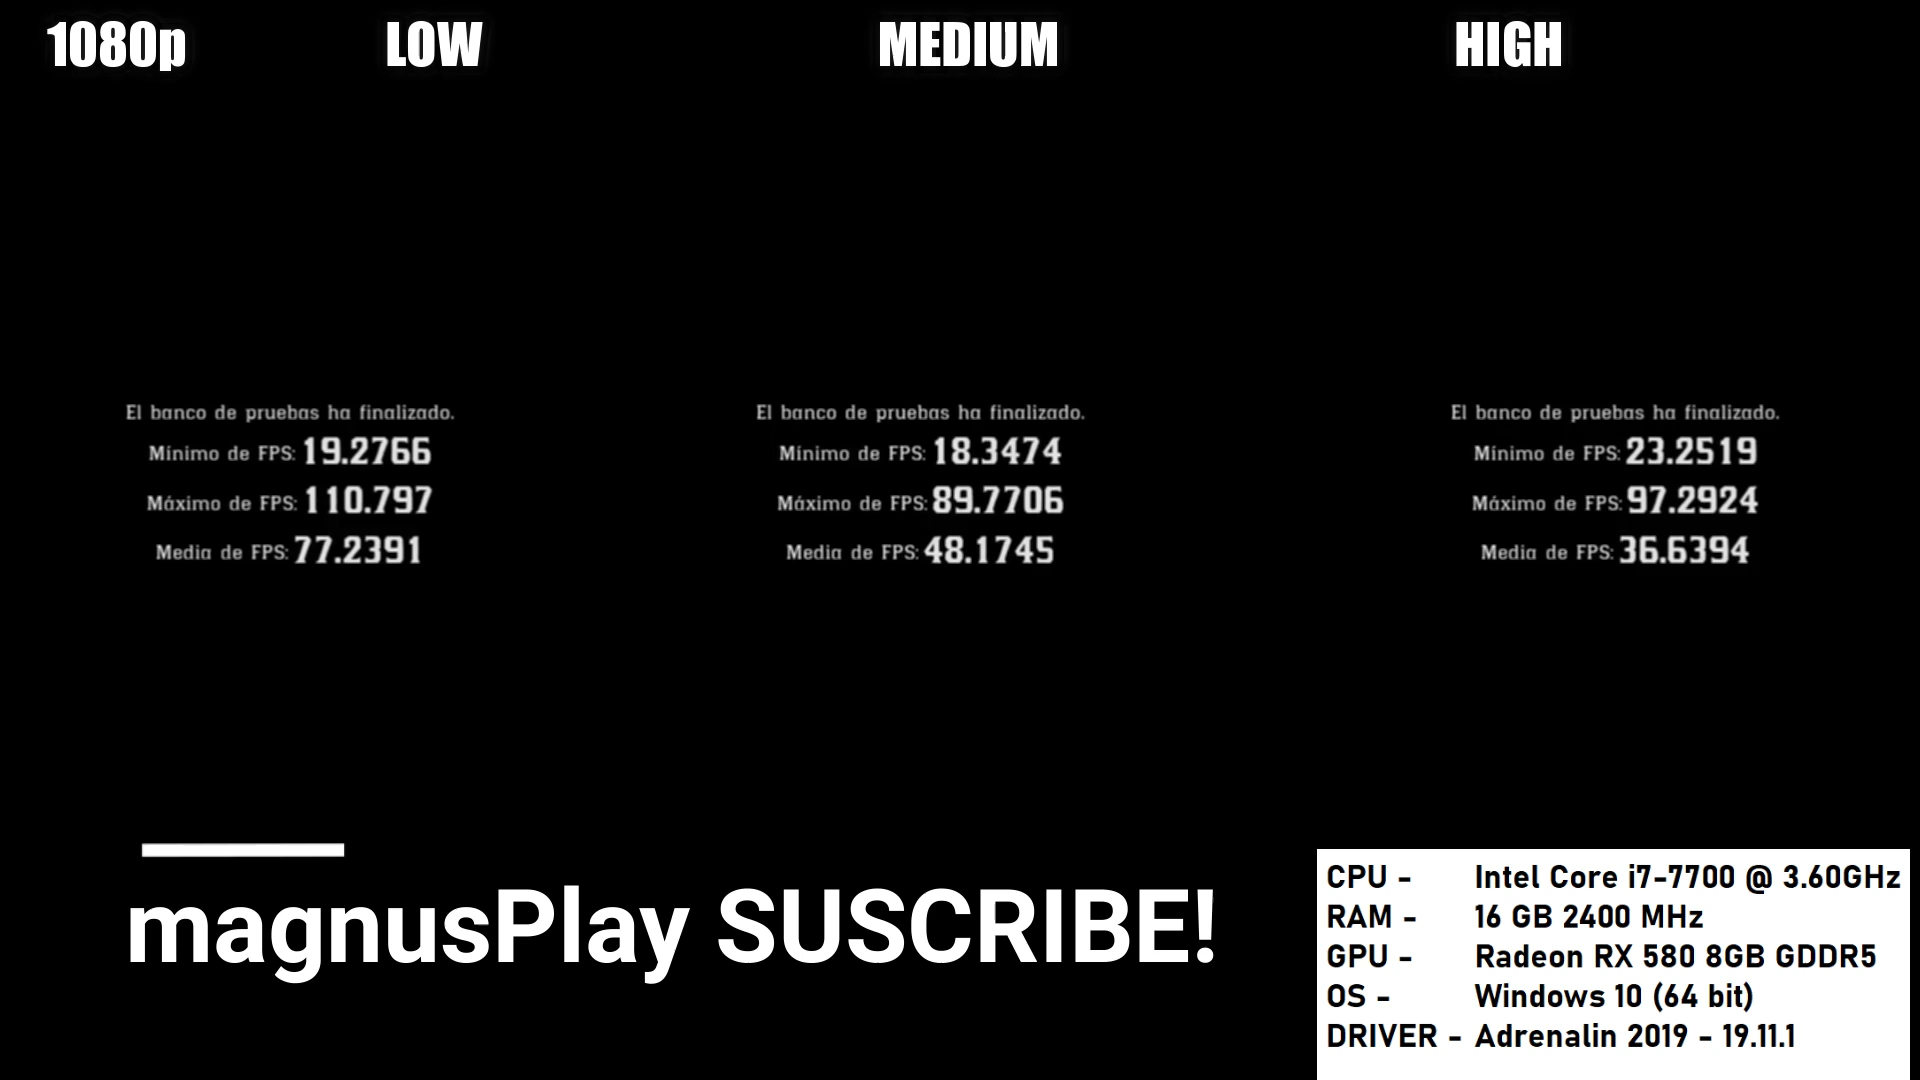 1080p LOW MEDIUM HIGH
El banco de pruebas ha finalizado.
Mínimo de FPS: 19.2766
Máximo de FPS: 110.797
Media de FPS: 77.2391
El banco de pruebas ha finalizado.
Mínimo de FPS: 18.3474
Máximo de FPS: 89.7706
Media de FPS: 48.1745
El banco de pruebas ha finalizado.
Mínimo de FPS: 23.2519
Máximo de FPS: 97.2924
Media de FPS: 36.6394
magnusPlay SUSCRIBE!
CPU - Intel Core i7-7700 @ 3.60GHz
RAM - 16 GB 2400 MHz
GPU - Radeon RX 580 8GB GDDR5
OS - Windows 10 (64 bit)
DRIVER - Adrenalin 2019 - 19.11.1